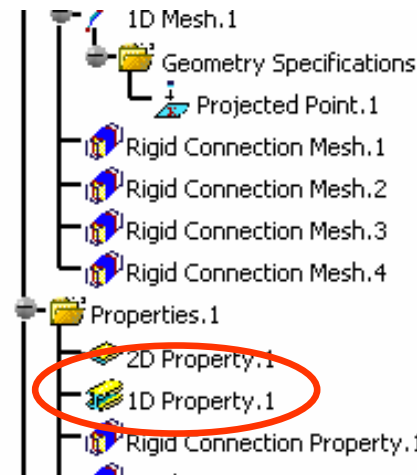 1D Mesh.1
Geometry Specifications
Projected Point.1
Rigid Connection Mesh.1
Rigid Connection Mesh.2
Rigid Connection Mesh.3
Rigid Connection Mesh.4
Properties.1
2D Property.1
1D Property.1
Rigid Connection Property.1